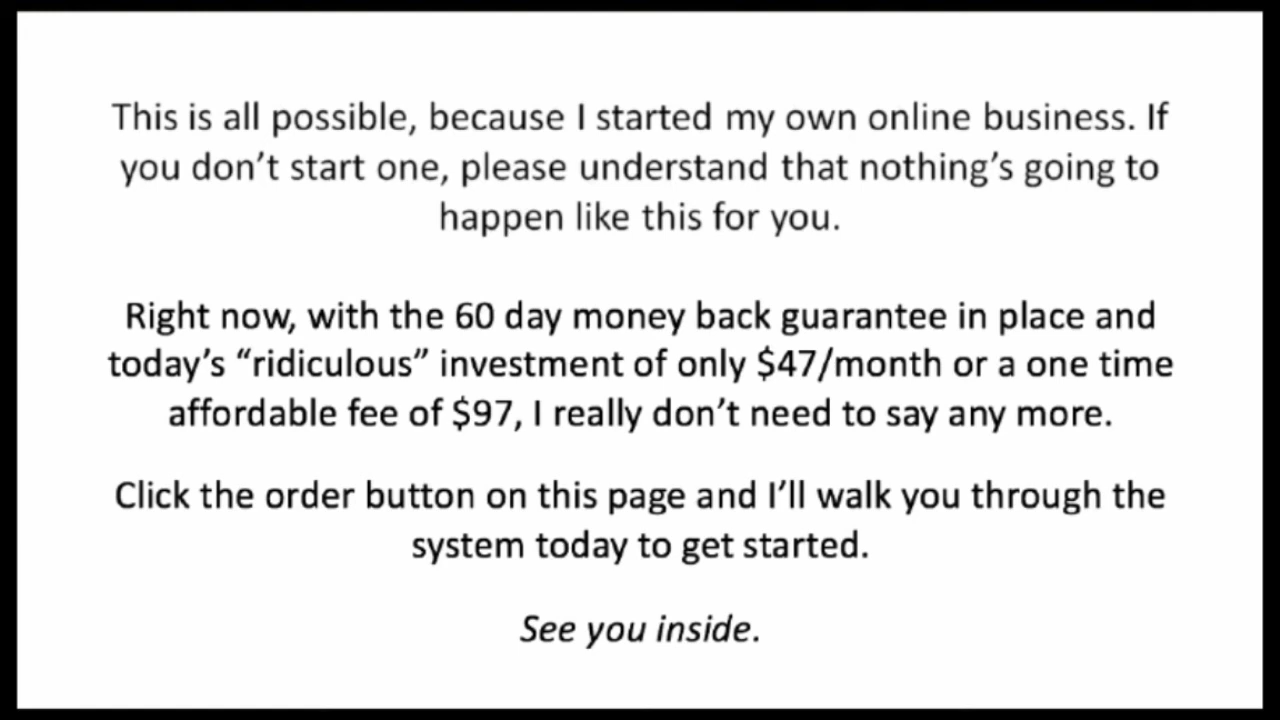 This is all possible, because I started my own online business. If
you don’t start one, please understand that nothing’s going to
happen like this for you.
Right now, with the 60 day money back guarantee in place and
today’s “ridiculous” investment of only $47/month or a one time
affordable fee of $97, I really don’t need to say any more.
Click the order button on this page and I’ll walk you through the
system today to get started.
See you inside.